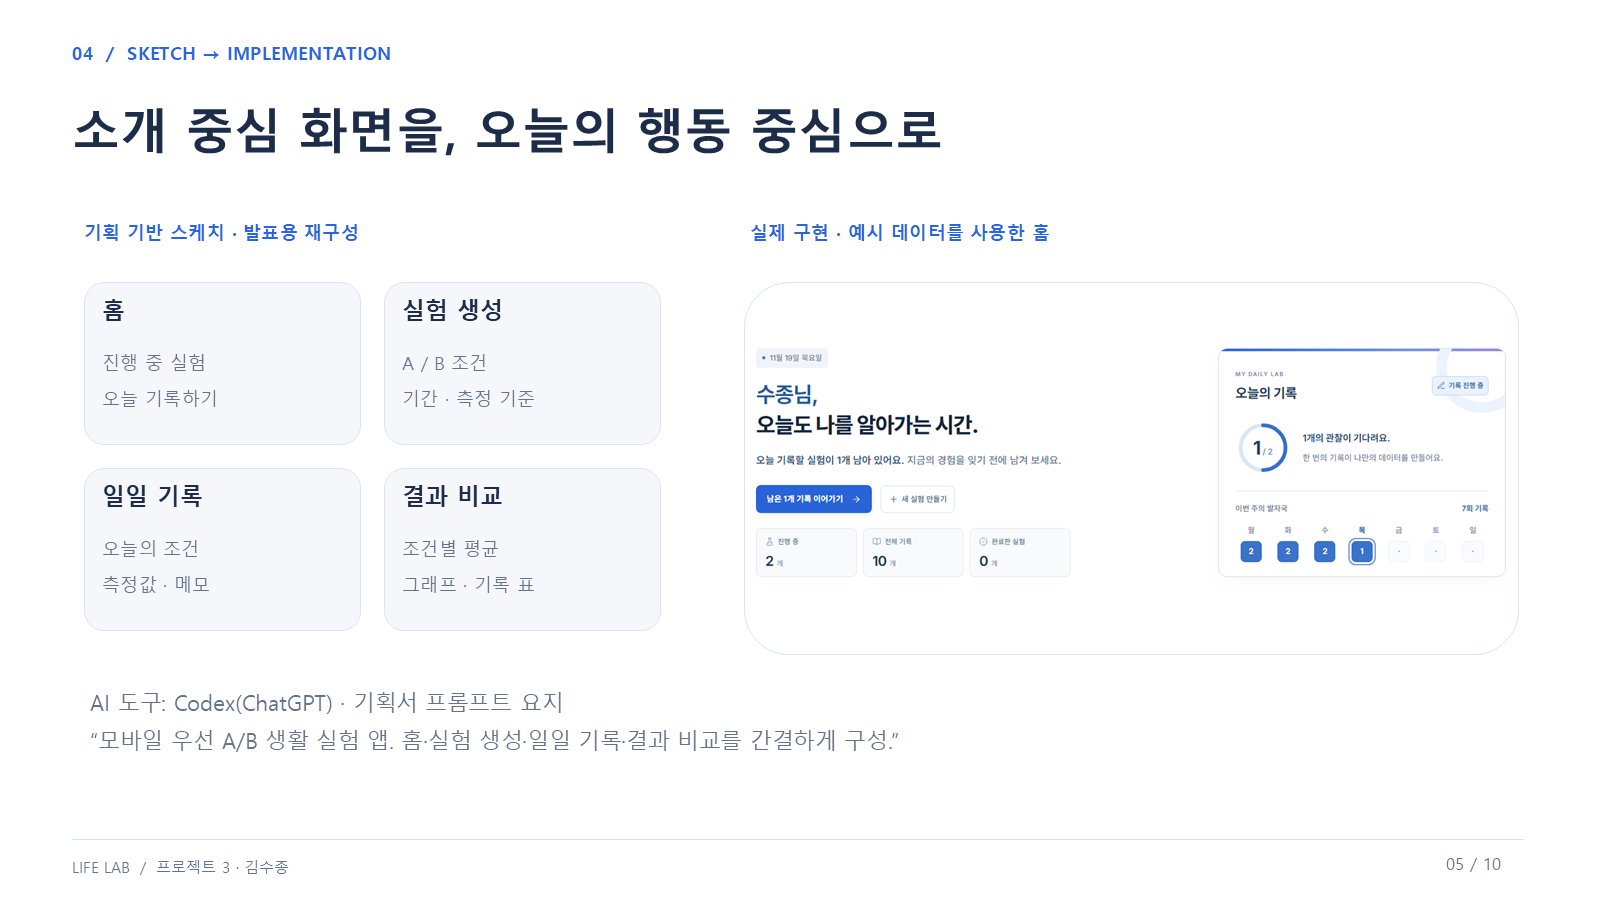 04 / SKETCH → IMPLEMENTATION
소개 중심 화면을, 오늘의 행동 중심으로
기획 기반 스케치 · 발표용 재구성
홈
진행 중 실험
오늘 기록하기
실험 생성
A / B 조건
기간 · 측정 기준
일일 기록
오늘의 조건
측정값 · 메모
결과 비교
조건별 평균
그래프 · 기록 표
실제 구현 · 예시 데이터를 사용한 홈
11월 19일 목요일
수종님,
오늘도 나를 알아가는 시간.
오늘 기록할 실험이 1개 남아 있어요. 지금의 경험을 잊기 전에 남겨 보세요.
남은 1개 기록 이어가기 →
+ 새 실험 만들기
진행 중
2 개
전체 기록
10 개
완료한 실험
0 개
MY DAILY LAB
오늘의 기록
기록 진행 중
1 / 2
1개의 관찰이 기다려요.
한 번의 기록이 나만의 데이터를 만들어요.
이번 주의 발자국
7회 기록
월 화 수 목 금 토 일
2 2 2 1 · · ·
AI 도구: Codex(ChatGPT) · 기획서 프롬프트 요지
“모바일 우선 A/B 생활 실험 앱. 홈·실험 생성·일일 기록·결과 비교를 간결하게 구성.”
LIFE LAB / 프로젝트 3 · 김수종
05 / 10